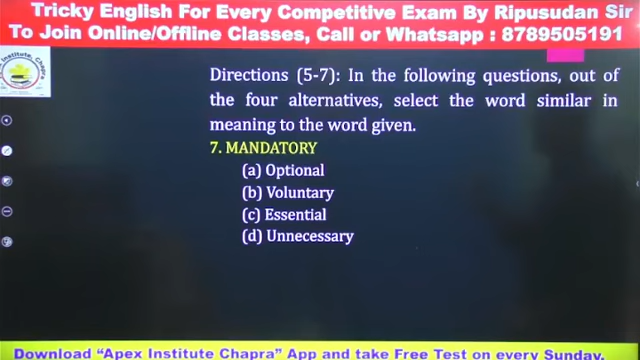 Tricky English For Every Competitive Exam By Ripusudan Sir
To Join Online/Offline Classes, Call or Whatsapp : 8789505191
Institute, Chapra
Directions (5-7): In the following questions, out of
the four alternatives, select the word similar in
meaning to the word given.
7. MANDATORY
(a) Optional
(b) Voluntary
(c) Essential
(d) Unnecessary
Download "Apex Institute Chapra" App and take Free Test on every Sunday.